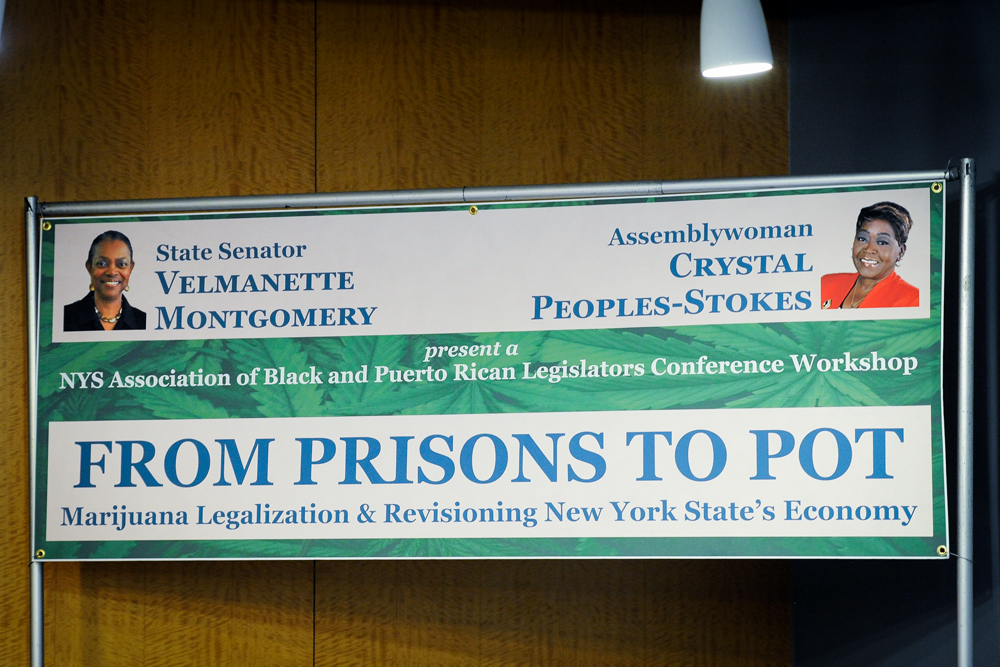 State Senator
VELMANETTE
MONTGOMERY
Assemblywoman
CRYSTAL
PEOPLES-STOKES
present a
NYS Association of Black and Puerto Rican Legislators Conference Workshop
FROM PRISONS TO POT
Marijuana Legalization & Revisioning New York State's Economy